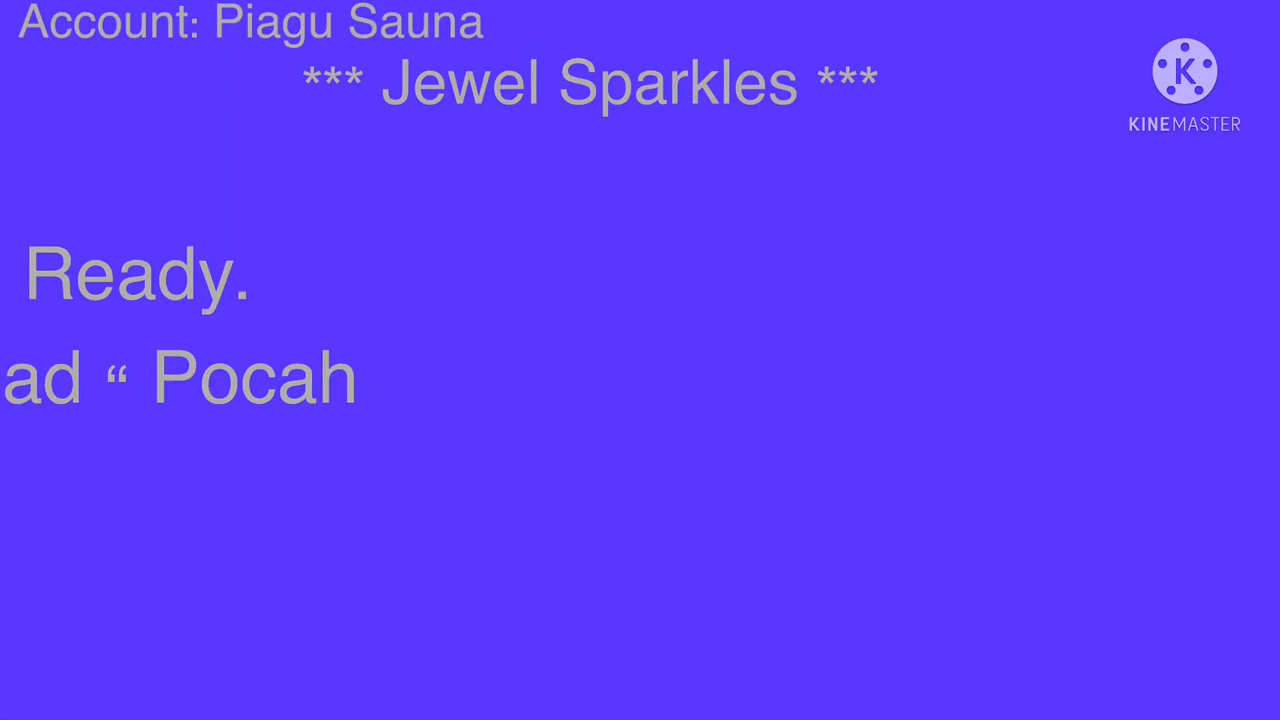 Account: Piagu Sauna
*** Jewel Sparkles ***
K
KINEMASTER
Ready.
ad “ Pocah